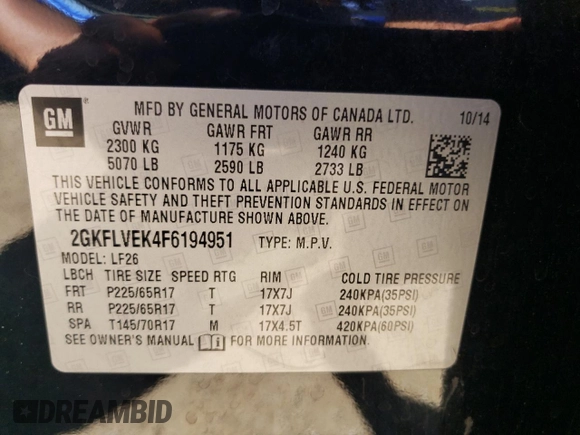 GM
MFD BY GENERAL MOTORS OF CANADA LTD. 10/14
GVWR GAWR FRT GAWR RR
2300 KG 1175 KG 1240 KG
5070 LB 2590 LB 2733 LB
THIS VEHICLE CONFORMS TO ALL APPLICABLE U.S. FEDERAL MOTOR
VEHICLE SAFETY AND THEFT PREVENTION STANDARDS IN EFFECT ON
THE DATE OF MANUFACTURE SHOWN ABOVE.
2GKFLVEK4F6194951 TYPE: M.P.V.
MODEL: LF26
LBCH TIRE SIZE SPEED RTG RIM COLD TIRE PRESSURE
FRT P225/65R17 T 17X7J 240KPA(35PSI)
RR P225/65R17 T 17X7J 240KPA(35PSI)
SPA T145/70R17 M 17X4.5T 420KPA(60PSI)
SEE OWNER'S MANUAL FOR MORE INFORMATION
DREAMBID